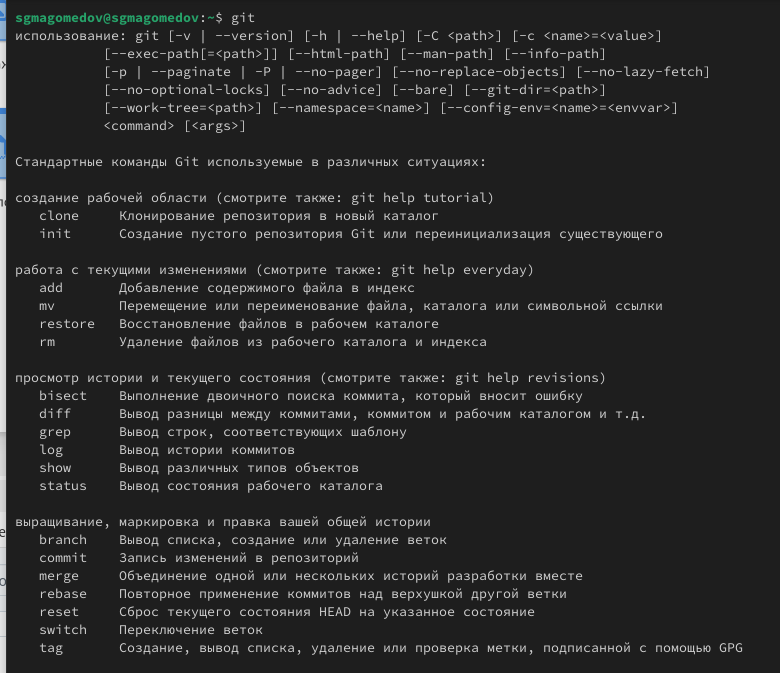 sgmagomedov@sgmagomedov:~$ git
использование: git [-v | --version] [-h | --help] [-C <path>] [-c <name>=<value>]
           [--exec-path[=<path>]] [--html-path] [--man-path] [--info-path]
           [-p | --paginate | -P | --no-pager] [--no-replace-objects] [--no-lazy-fetch]
           [--no-optional-locks] [--no-advice] [--bare] [--git-dir=<path>]
           [--work-tree=<path>] [--namespace=<name>] [--config-env=<name>=<envvar>]
           <command> [<args>]

Стандартные команды Git используемые в различных ситуациях:

создание рабочей области (смотрите также: git help tutorial)
   clone     Клонирование репозитория в новый каталог
   init      Создание пустого репозитория Git или переинициализация существующего

работа с текущими изменениями (смотрите также: git help everyday)
   add       Добавление содержимого файла в индекс
   mv        Перемещение или переименование файла, каталога или символьной ссылки
   restore   Восстановление файлов в рабочем каталоге
   rm        Удаление файлов из рабочего каталога и индекса

просмотр истории и текущего состояния (смотрите также: git help revisions)
   bisect    Выполнение двоичного поиска коммита, который вносит ошибку
   diff      Вывод разницы между коммитами, коммитом и рабочим каталогом и т.д.
   grep      Вывод строк, соответствующих шаблону
   log       Вывод истории коммитов
   show      Вывод различных типов объектов
   status    Вывод состояния рабочего каталога

выращивание, маркировка и правка вашей общей истории
   branch    Вывод списка, создание или удаление веток
   commit    Запись изменений в репозиторий
   merge     Объединение одной или нескольких историй разработки вместе
   rebase    Повторное применение коммитов над верхушкой другой ветки
   reset     Сброс текущего состояния HEAD на указанное состояние
   switch    Переключение веток
   tag       Создание, вывод списка, удаление или проверка метки, подписанной с помощью GPG